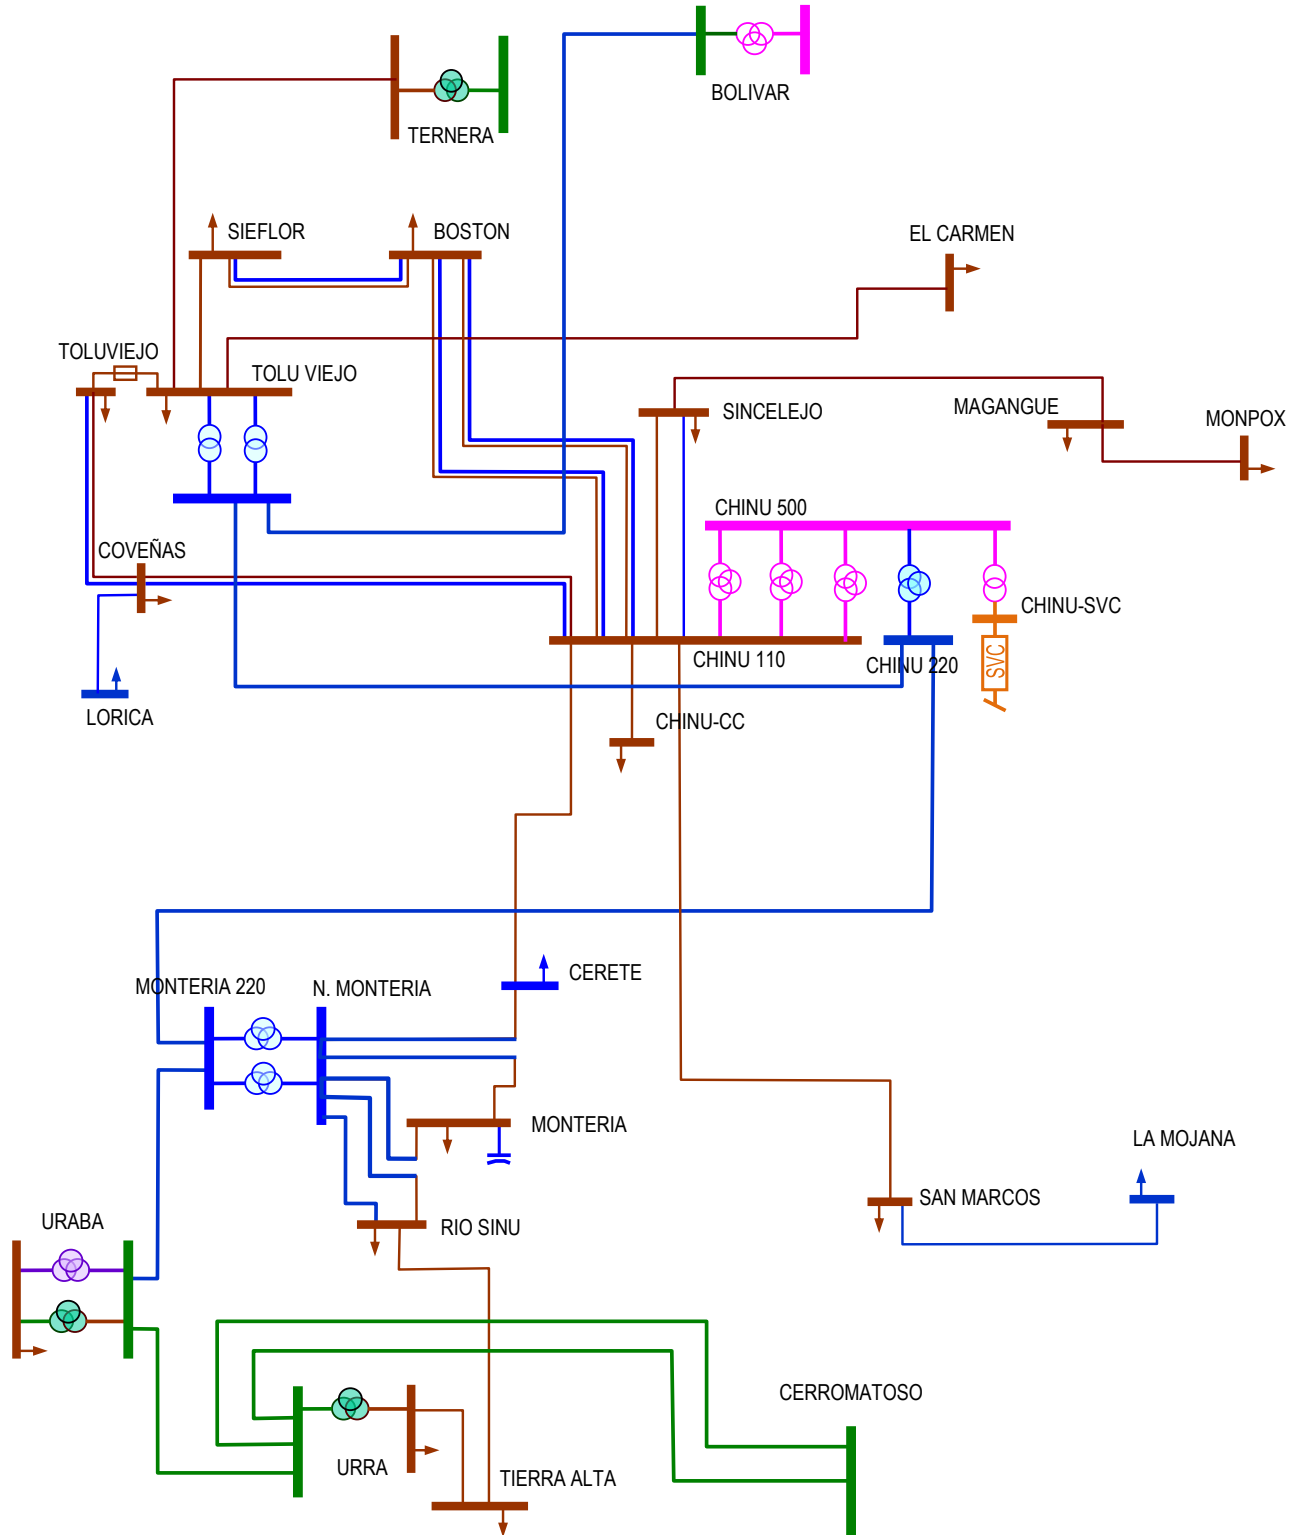 BOLIVAR
TERNERA
SIEFLOR
BOSTON
EL CARMEN
TOLUVIEJO
TOLU VIEJO
SINCELEJO
MAGANGUE
MONPOX
CHINU 500
COVEÑAS
CHINU-SVC
SVC
CHINU 110
CHINU 220
LORICA
CHINU-CC
CERETE
MONTERIA 220
N. MONTERIA
MONTERIA
LA MOJANA
SAN MARCOS
URABA
RIO SINU
CERROMATOSO
URRA
TIERRA ALTA